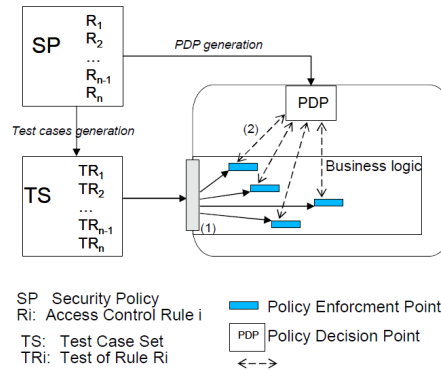 SP
R1
R2
...
Rn-1
Rn
PDP generation
Test cases generation
PDP
(2)
Business logic
TS
TR1
TR2
...
TRn-1
TRn
(1)
SP Security Policy
Ri: Access Control Rule i
TS: Test Case Set
TRi: Test of Rule Ri
Policy Enforcment Point
PDP Policy Decision Point